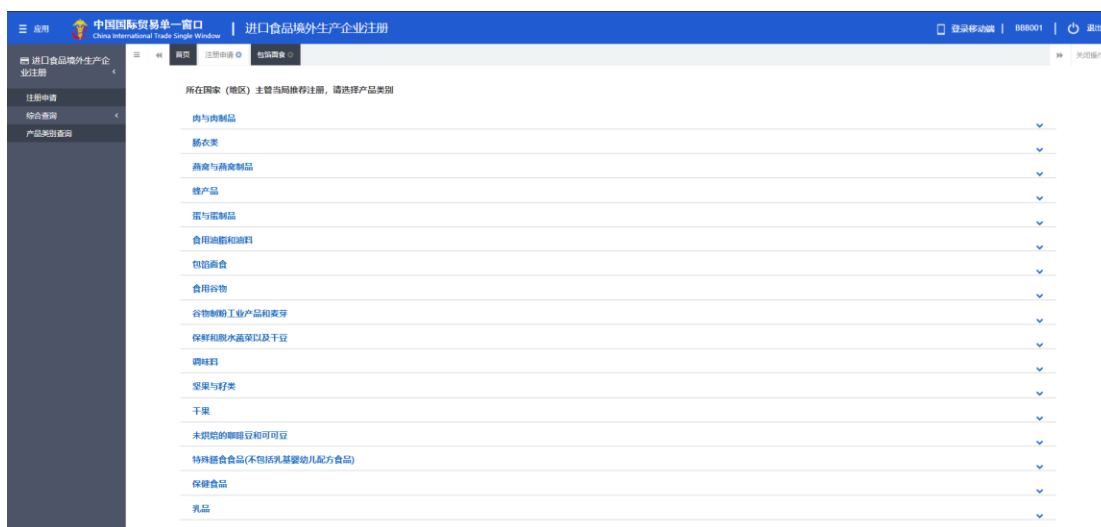 应用
中国国际贸易单一窗口
China International Trade Single Window
进口食品境外生产企业注册
登录移动端
BBB001
退出
进口食品境外生产企
业注册
首页
注册申请
包馅面食
关闭操作
注册申请
综合查询
产品类别查询
所在国家（地区）主管当局推荐注册，请选择产品类别
肉与肉制品
肠衣类
燕窝与燕窝制品
蜂产品
蛋与蛋制品
食用油脂和油料
包馅面食
食用谷物
谷物制粉工业产品和麦芽
保鲜和脱水蔬菜以及干豆
调味料
坚果与籽类
干果
未烘焙的咖啡豆和可可豆
特殊膳食食品(不包括乳基婴幼儿配方食品)
保健食品
乳品